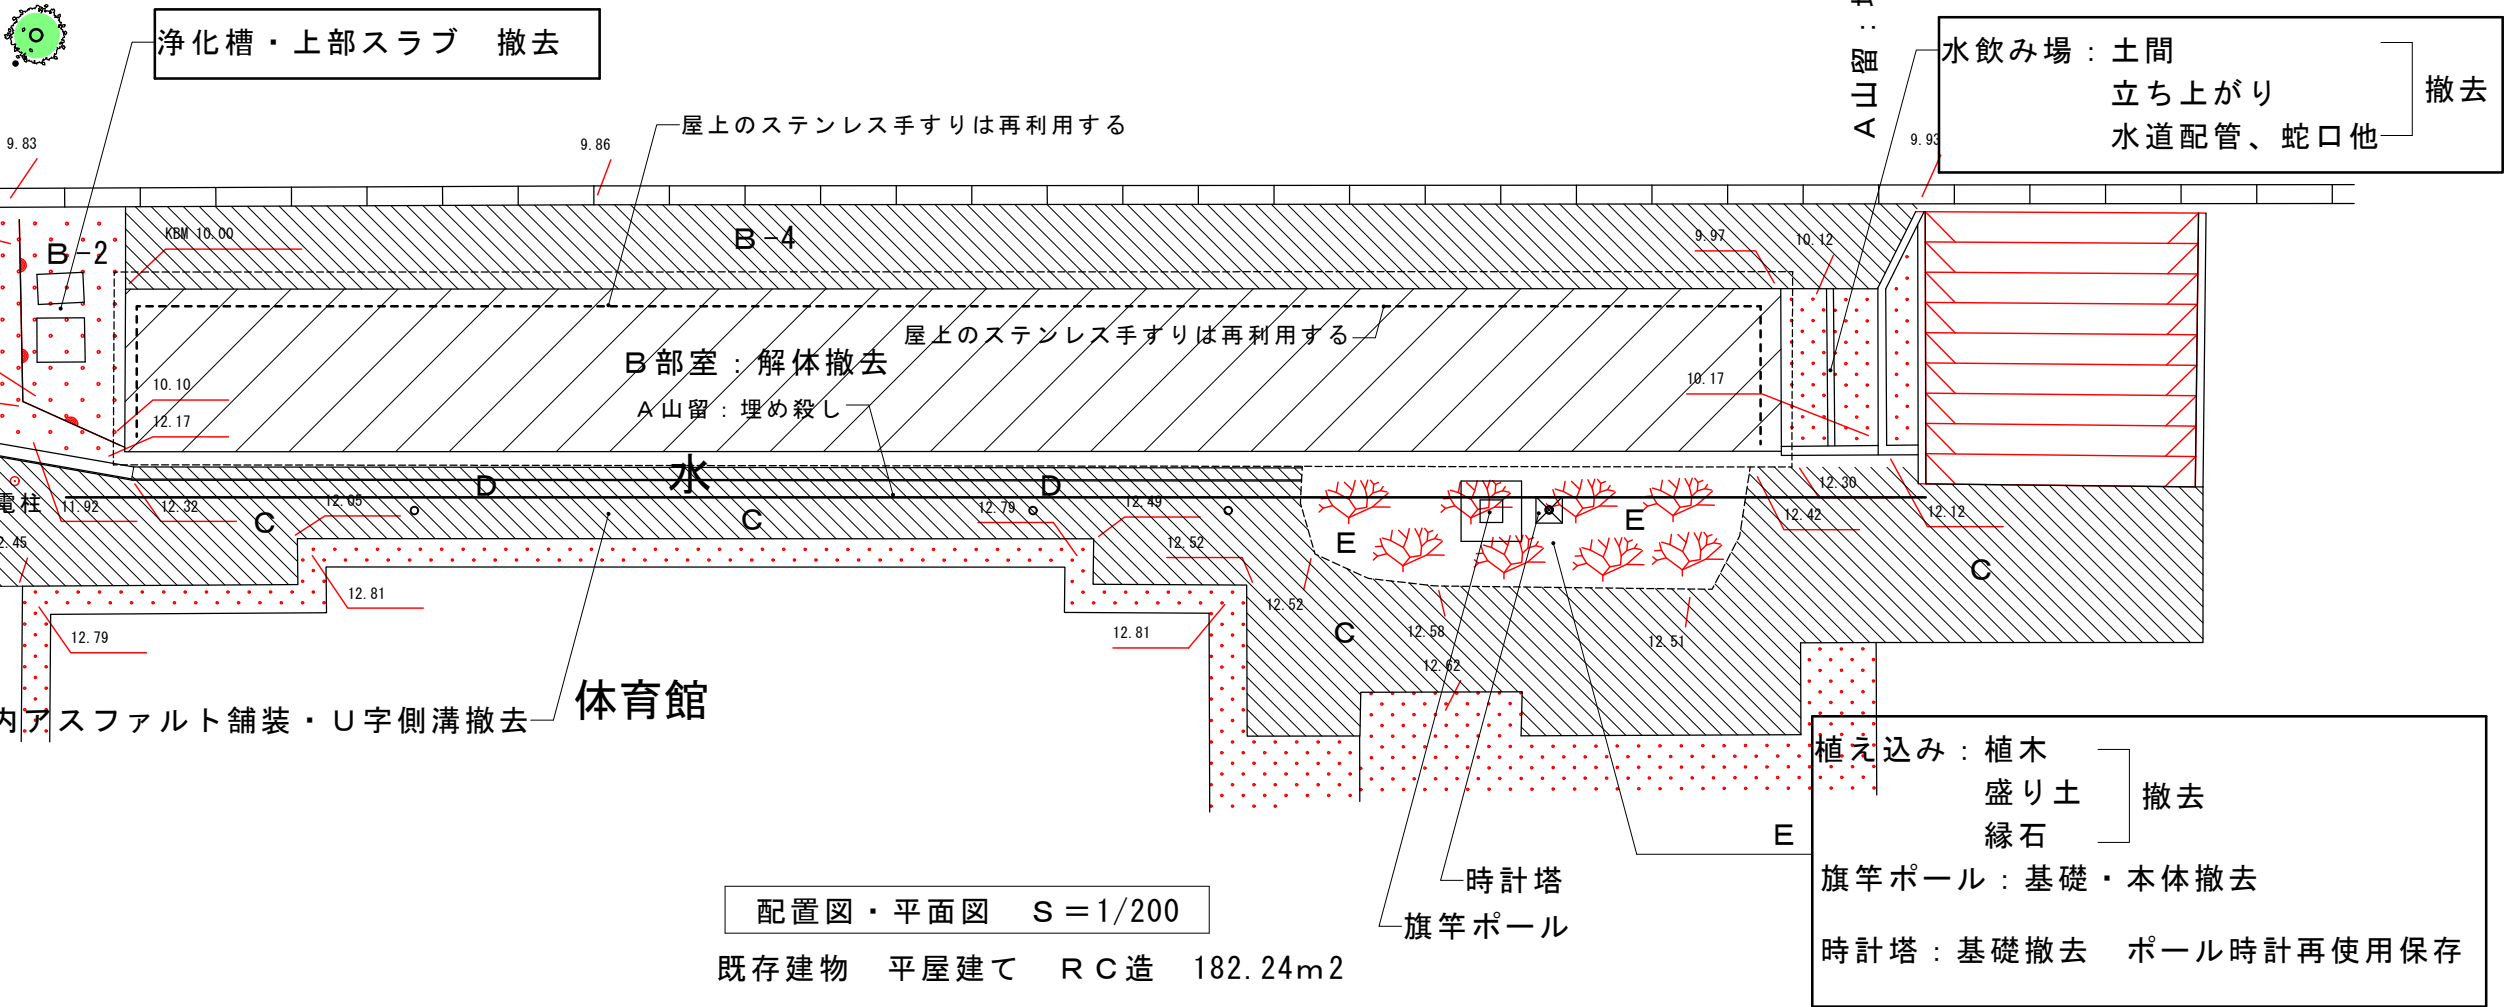 浄化槽・上部スラブ　撤去
水飲み場：土間
立ち上がり
水道配管、蛇口他
撤去
A山留：
屋上のステンレス手すりは再利用する
9.83
9.86
9.93
B-2
KBM 10.00
B-4
9.97
10.12
屋上のステンレス手すりは再利用する
B部室：解体撤去
10.10
10.17
A山留：埋め殺し
12.17
水
D
D
電柱
11.92
12.32
12.05
C
C
12.79
12.49
E
E
12.30
12.42
12.12
2.45
12.52
C
12.81
12.52
12.79
12.81
C
12.58
12.51
12.62
体育館
内アスファルト舗装・U字側溝撤去
植え込み：植木
盛り土
縁石
撤去
E
旗竿ポール：基礎・本体撤去
時計塔：基礎撤去　ポール時計再使用保存
時計塔
旗竿ポール
配置図・平面図　S＝1/200
既存建物　平屋建て　RC造　182.24m2